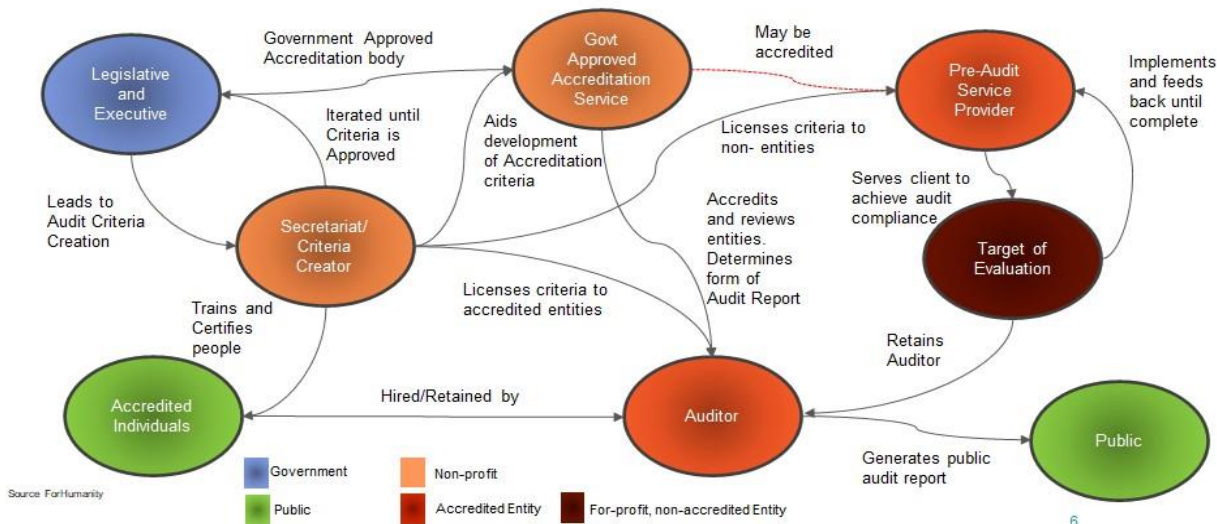 Government Approved
Accreditation body
Legislative
and
Executive
Govt
Approved
Accreditation
Service
May be
accredited
Pre-Audit
Service
Provider
Implements
and feeds
back until
complete
Iterated until
Criteria is
Approved
Aids
development
of Accreditation
criteria
Licenses criteria to
non- entities
Leads to
Audit Criteria
Creation
Secretariat/
Criteria
Creator
Accredits
and reviews
entities.
Determines
form of
Audit Report
Serves client to
achieve audit
compliance
Target of
Evaluation
Trains and
Certifies
people
Licenses criteria to
accredited entities
Retains
Auditor
Accredited
Individuals
Hired/Retained by
Auditor
Public
Generates public
audit report
Government
Non-profit
Public
Accredited Entity
For-profit, non-accredited Entity
Source ForHumanity
6